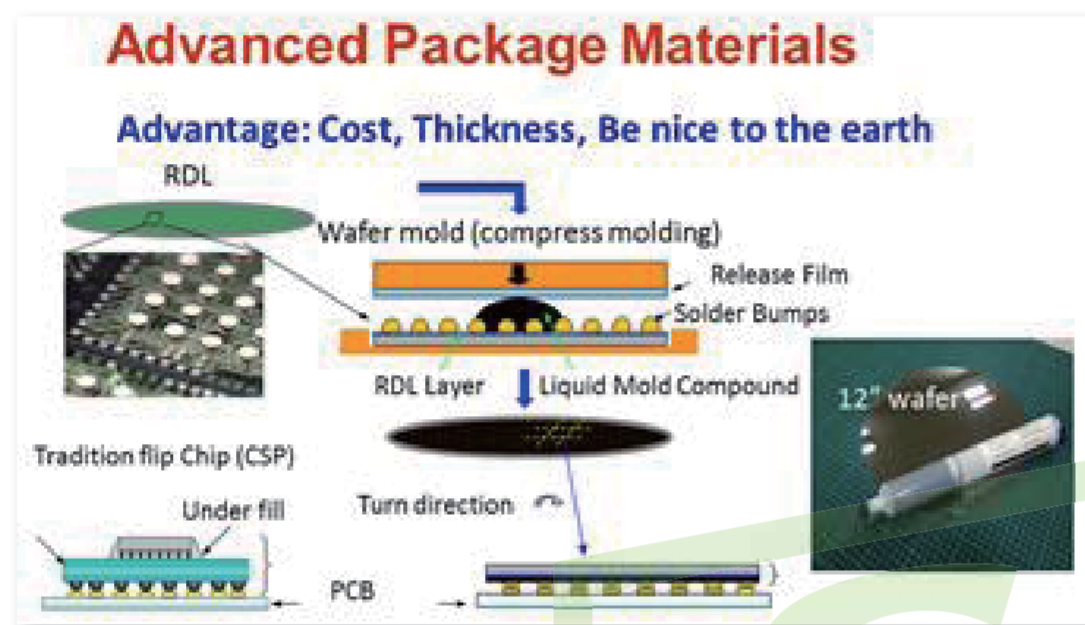 Advanced Package Materials
Advantage: Cost, Thickness, Be nice to the earth
RDL
Wafer mold (compress molding)
Release Film
Solder Bumps
RDL Layer
Liquid Mold Compound
12" wafer
Tradition flip Chip (CSP)
Under fill
Turn direction
PCB